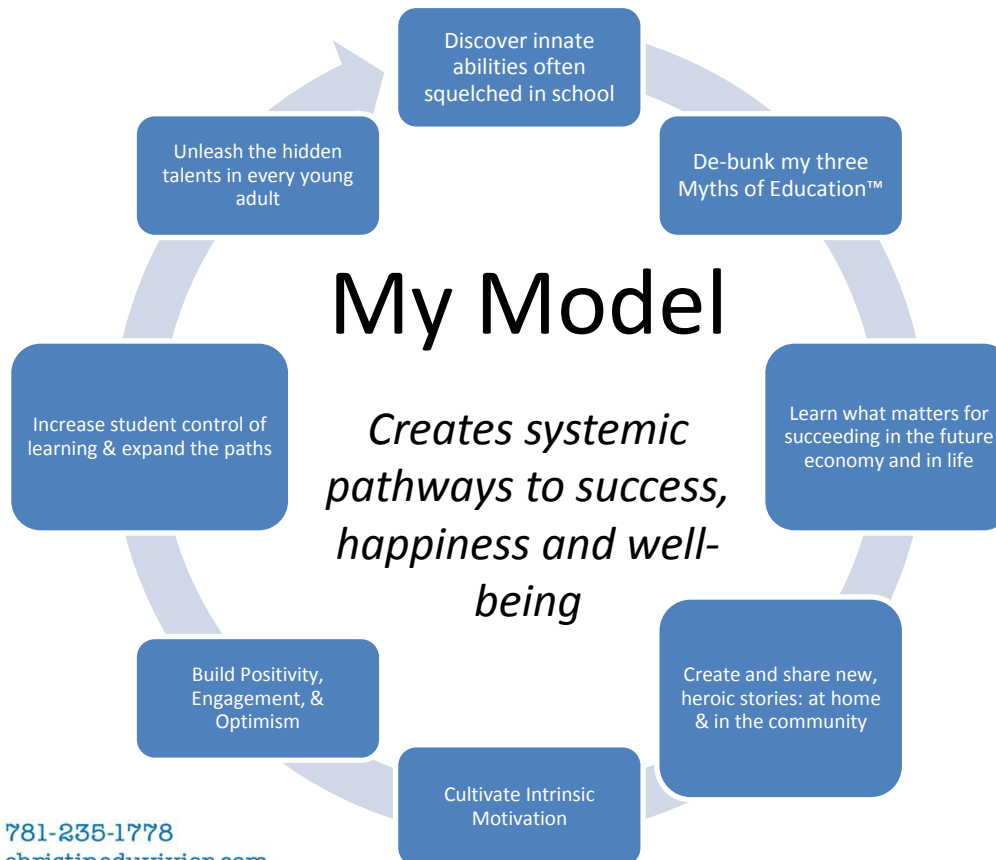 Discover innate
abilities often
squelched in school
De-bunk my three
Myths of Education™
Learn what matters for
succeeding in the future
economy and in life
Create and share new,
heroic stories: at home
& in the community
Cultivate Intrinsic
Motivation
Build Positivity,
Engagement, &
Optimism
Increase student control of
learning & expand the paths
Unleash the hidden
talents in every young
adult
My Model
Creates systemic
pathways to success,
happiness and well-
being
781-235-1778
christineduvivier.com